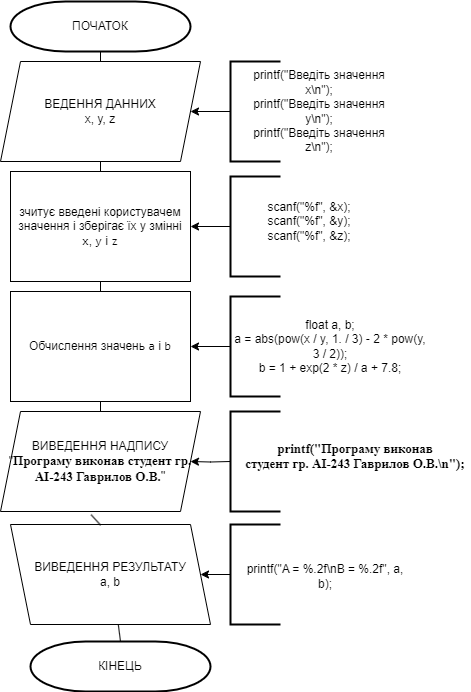 ПОЧАТОК
ВЕДЕННЯ ДАННИХ
x, y, z
printf("Введіть значення
x\n");
printf("Введіть значення
y\n");
printf("Введіть значення
z\n");
зчитує введені користувачем
значення і зберігає їх у змінні
x, y i z
scanf("%f", &x);
scanf("%f", &y);
scanf("%f", &z);
Обчислення значень a і b
float a, b;
a = abs(pow(x / y, 1. / 3) - 2 * pow(y,
3 / 2));
b = 1 + exp(2 * z) / a + 7.8;
ВИВЕДЕННЯ НАДПИСУ
"Програму виконав студент гр.
АІ-243 Гаврилов О.В."
printf("Програму виконав
студент гр. АІ-243 Гаврилов О.В.\n");
ВИВЕДЕННЯ РЕЗУЛЬТАТУ
a, b
printf("A = %.2f\nB = %.2f", a,
b);
КІНЕЦЬ